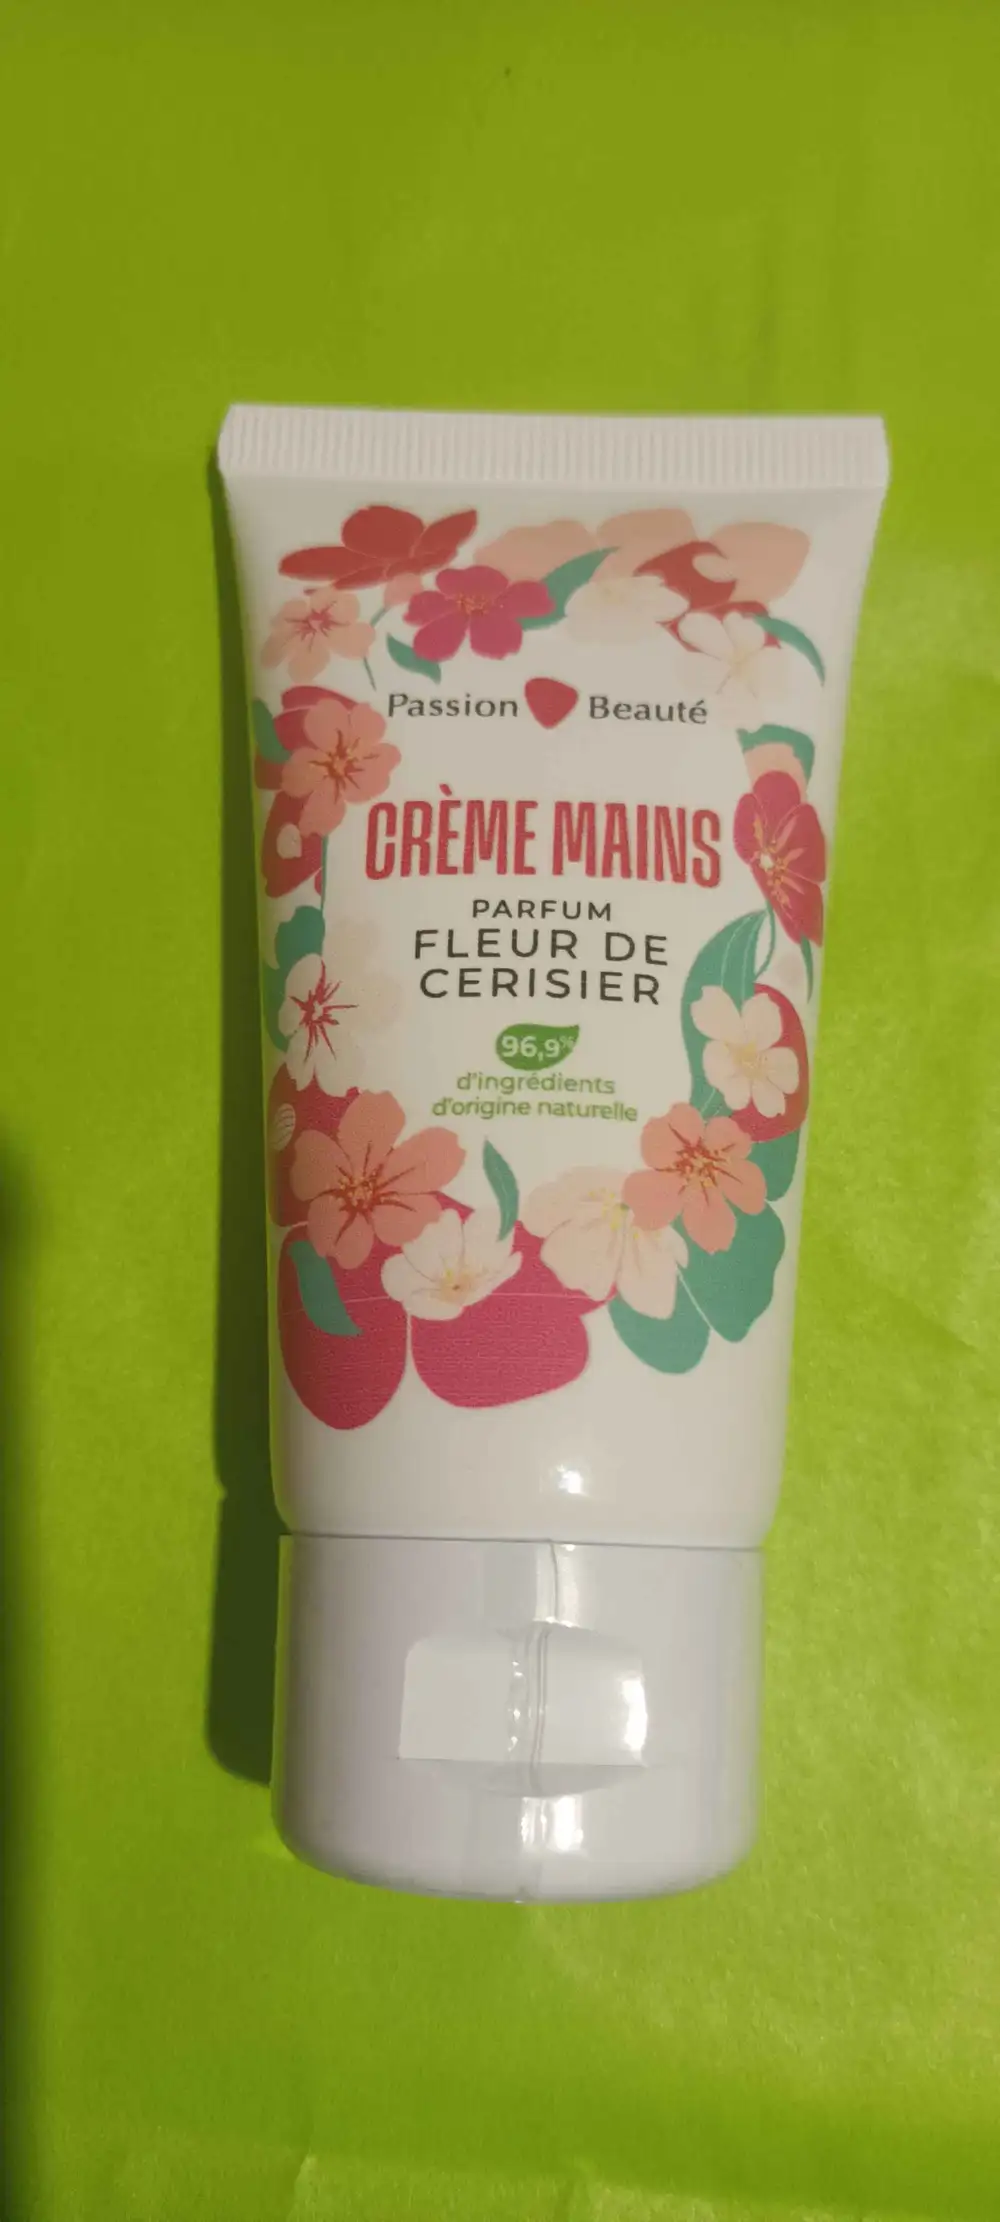 Passion Beauté
CRÈME MAINS
PARFUM
FLEUR DE
CERISIER
96,9%
d'ingrédients
d'origine naturelle